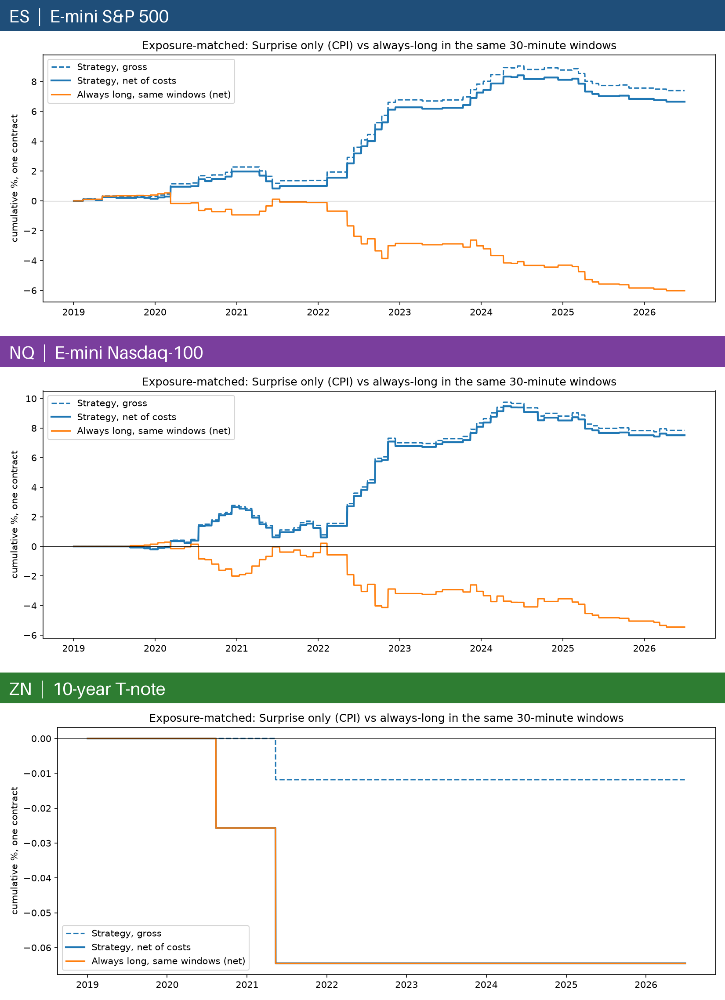 ES | E-mini S&P 500
Exposure-matched: Surprise only (CPI) vs always-long in the same 30-minute windows
Strategy, gross
Strategy, net of costs
Always long, same windows (net)
cumulative %, one contract
8
6
4
2
0
−2
−4
−6
2019 2020 2021 2022 2023 2024 2025 2026
NQ | E-mini Nasdaq-100
Exposure-matched: Surprise only (CPI) vs always-long in the same 30-minute windows
Strategy, gross
Strategy, net of costs
Always long, same windows (net)
cumulative %, one contract
10
8
6
4
2
0
−2
−4
−6
2019 2020 2021 2022 2023 2024 2025 2026
ZN | 10-year T-note
Exposure-matched: Surprise only (CPI) vs always-long in the same 30-minute windows
cumulative %, one contract
0.00
−0.01
−0.02
−0.03
−0.04
−0.05
−0.06
Strategy, gross
Strategy, net of costs
Always long, same windows (net)
2019 2020 2021 2022 2023 2024 2025 2026